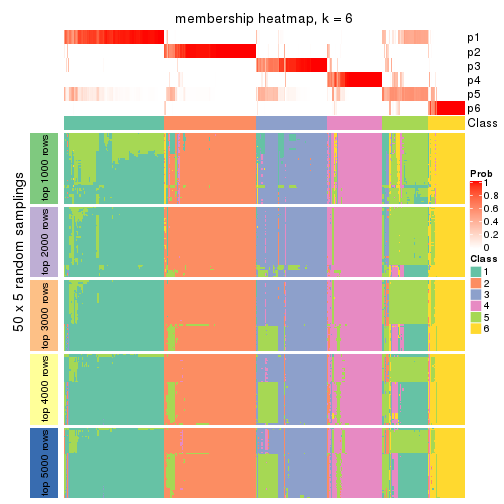 membership heatmap, k = 6
p1
p2
p3
p4
p5
p6
Class
50 x 5 random samplings
top 1000 rows
top 2000 rows
top 3000 rows
top 4000 rows
top 5000 rows
Prob
1
0.8
0.6
0.4
0.2
0
Class
1
2
3
4
5
6